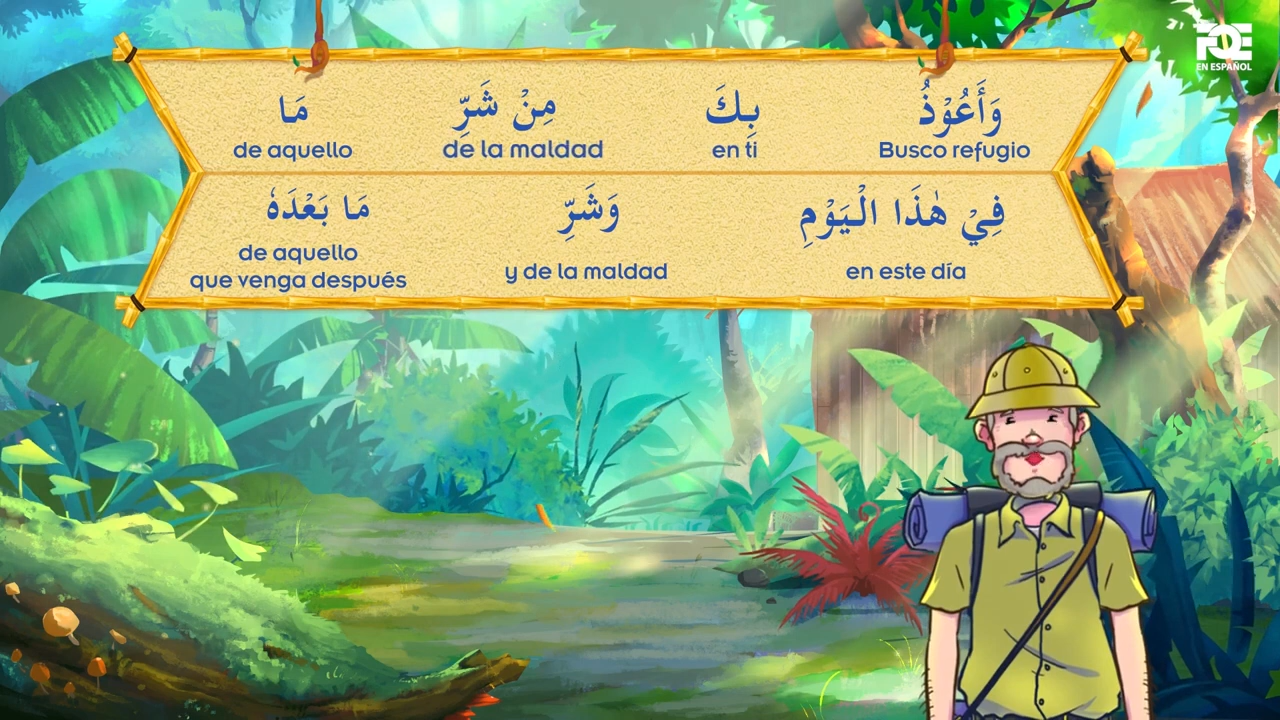 وَأَعُوْذُ بِكَ مِنْ شَرِّ مَا
Busco refugio en ti de la maldad de aquello
فِيْ هٰذَا الْيَوْمِ وَشَرِّ مَا بَعْدَهٗ
en este día y de la maldad de aquello
que venga después
EN ESPAÑOL